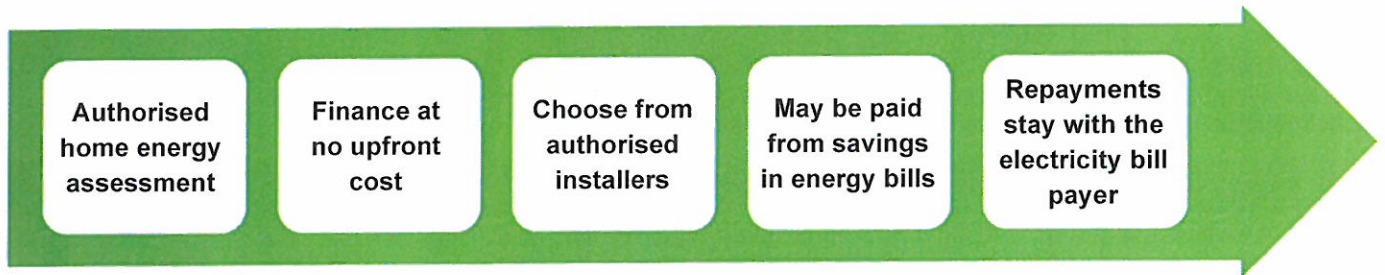 Authorised
home energy
assessment
Finance at
no upfront
cost
Choose from
authorised
installers
May be paid
from savings
in energy bills
Repayments
stay with the
electricity bill
payer